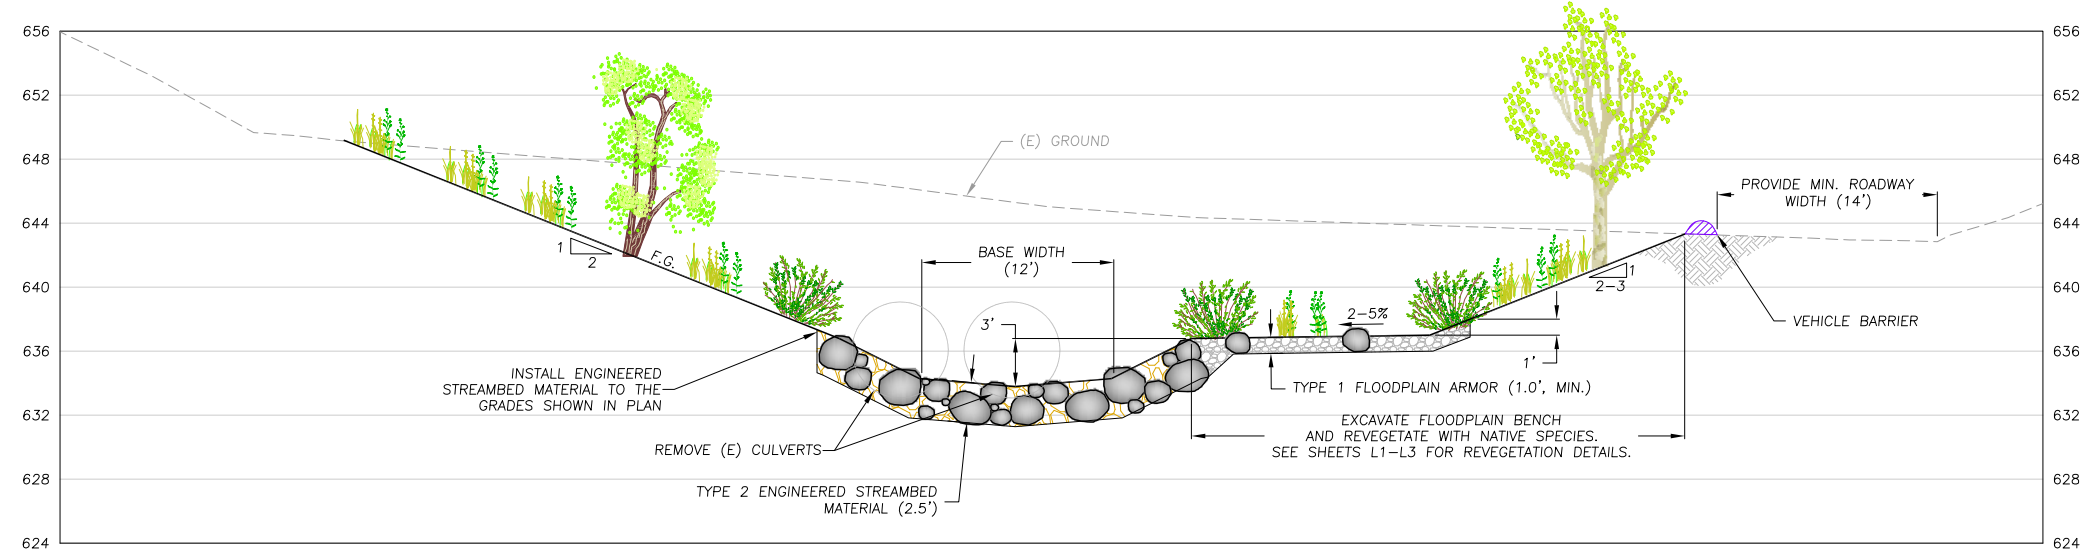 656
652
648
644
640
636
632
628
624
656
652
648
644
640
636
632
628
624
(E) GROUND
PROVIDE MIN. ROADWAY
WIDTH (14')
1
2
F.G.
BASE WIDTH
(12')
3'
2-5%
1
2-3
VEHICLE BARRIER
1'
INSTALL ENGINEERED
STREAMBED MATERIAL TO THE
GRADES SHOWN IN PLAN
TYPE 1 FLOODPLAIN ARMOR (1.0', MIN.)
EXCAVATE FLOODPLAIN BENCH
AND REVEGETATE WITH NATIVE SPECIES.
SEE SHEETS L1-L3 FOR REVEGETATION DETAILS.
REMOVE (E) CULVERTS
TYPE 2 ENGINEERED STREAMBED
MATERIAL (2.5')